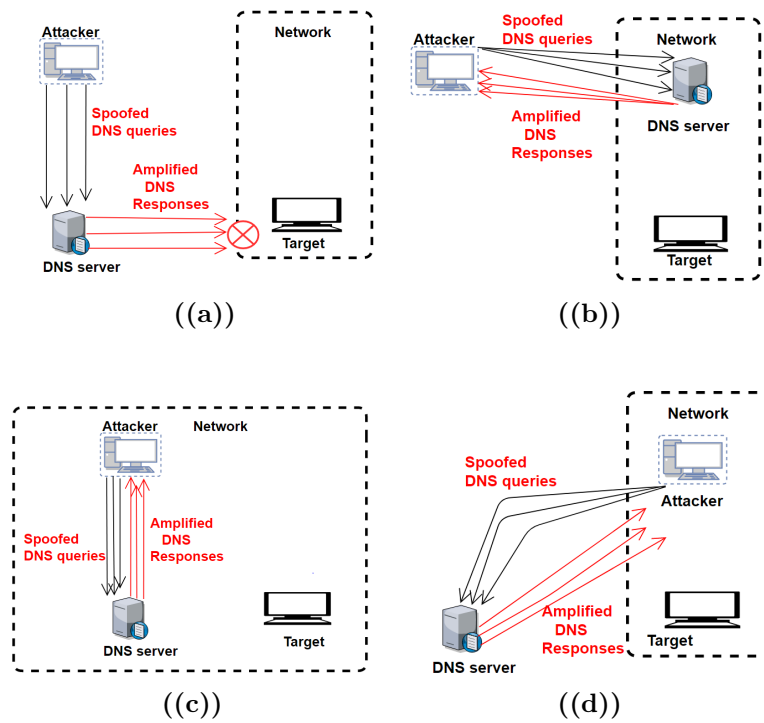 Attacker
Network
Spoofed
DNS queries
Amplified
DNS
Responses
DNS server
Target
((a))
Spoofed
DNS queries
Attacker
Network
Amplified
DNS
Responses
DNS server
Target
((b))
Attacker
Network
Spoofed
DNS queries
Amplified
DNS
Responses
DNS server
Target
((c))
Network
Spoofed
DNS queries
Attacker
Amplified
DNS
Responses
Target
DNS server
((d))